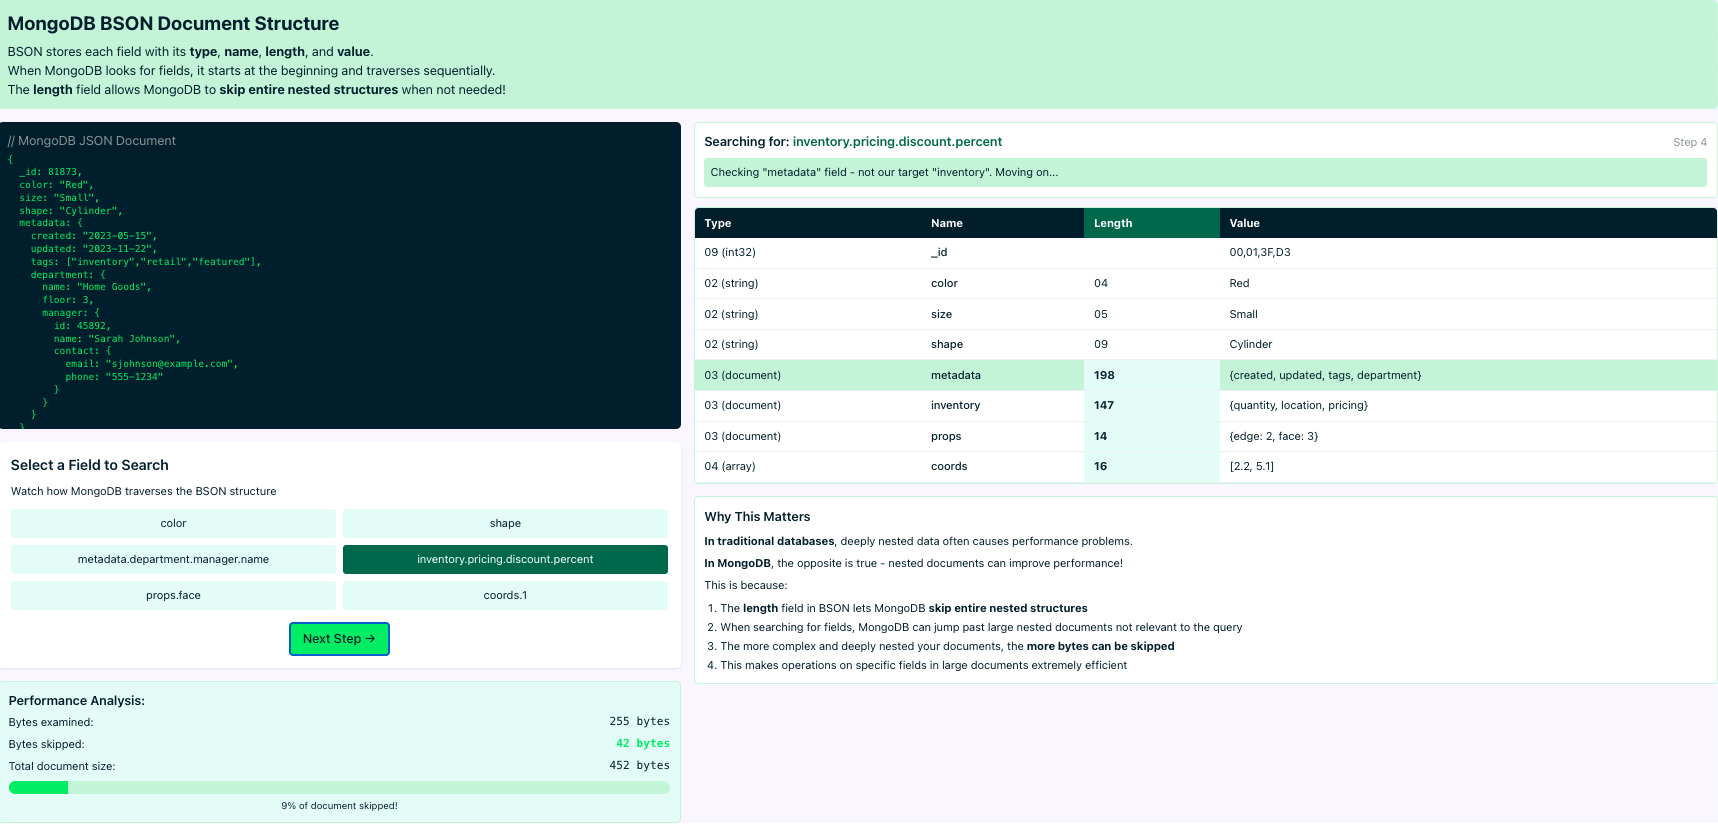 MongoDB BSON Document Structure
BSON stores each field with its type, name, length, and value.
When MongoDB looks for fields, it starts at the beginning and traverses sequentially.
The length field allows MongoDB to skip entire nested structures when not needed!
// MongoDB JSON Document
{
  _id: 81873,
  color: "Red",
  size: "Small",
  shape: "Cylinder",
  metadata: {
    created: "2023-05-15",
    updated: "2023-11-22",
    tags: ["inventory","retail","featured"],
    department: {
      name: "Home Goods",
      floor: 3,
      manager: {
        id: 45892,
        name: "Sarah Johnson",
        contact: {
          email: "sjohnson@example.com",
          phone: "555-1234"
        }
      }
    }
  }
Select a Field to Search
Watch how MongoDB traverses the BSON structure
color shape
metadata.department.manager.name inventory.pricing.discount.percent
props.face coords.1
Next Step →
Performance Analysis:
Bytes examined: 255 bytes
Bytes skipped: 42 bytes
Total document size: 452 bytes
9% of document skipped!
Searching for: inventory.pricing.discount.percent Step 4
Checking "metadata" field - not our target "inventory". Moving on...
Type Name Length Value
09 (int32) _id 00,01,3F,D3
02 (string) color 04 Red
02 (string) size 05 Small
02 (string) shape 09 Cylinder
03 (document) metadata 198 {created, updated, tags, department}
03 (document) inventory 147 {quantity, location, pricing}
03 (document) props 14 {edge: 2, face: 3}
04 (array) coords 16 [2.2, 5.1]
Why This Matters
In traditional databases, deeply nested data often causes performance problems.
In MongoDB, the opposite is true - nested documents can improve performance!
This is because:
1. The length field in BSON lets MongoDB skip entire nested structures
2. When searching for fields, MongoDB can jump past large nested documents not relevant to the query
3. The more complex and deeply nested your documents, the more bytes can be skipped
4. This makes operations on specific fields in large documents extremely efficient